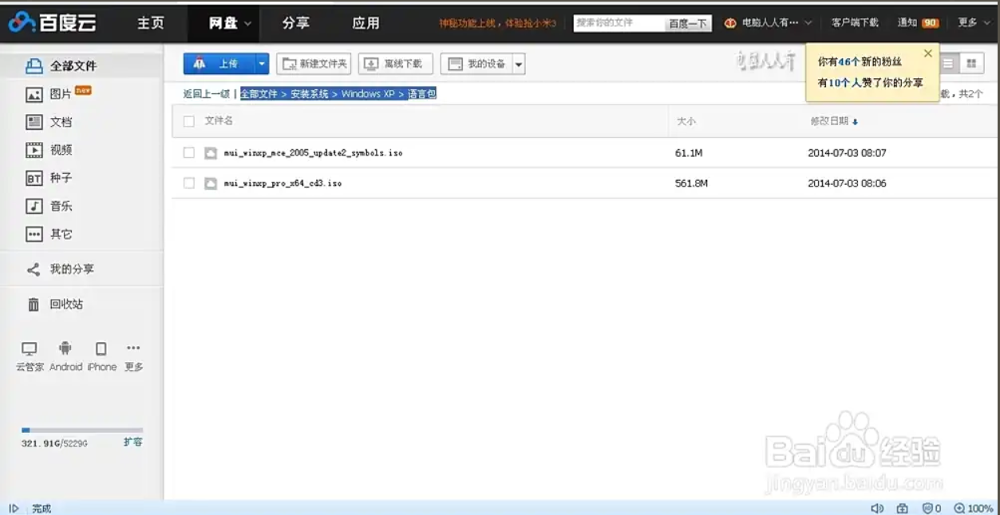 百度云 主页 网盘 分享 应用 神秘功能上线，体验抢小米3 搜索你的文件 百度一下 电脑人人有… 客户端下载 通知 90 更多
全部文件
图片 new
文档
视频
BT 种子
音乐
其它
我的分享
回收站
云管家 Android iPhone 更多
321.91G/5229G 扩容
上传 新建文件夹 离线下载 我的设备
电脑人人有
你有46个新的粉丝
有10个人赞了你的分享
返回上一级 | 全部文件 > 安装系统 > Windows XP > 语言包
载，共2个
文件名 大小 修改日期
mui_winxp_mce_2005_update2_symbols.iso 61.1M 2014-07-03 08:07
mui_winxp_pro_x64_cd3.iso 561.8M 2014-07-03 08:06
Baidu 经验
jingyan.baidu.com
完成 0 100%